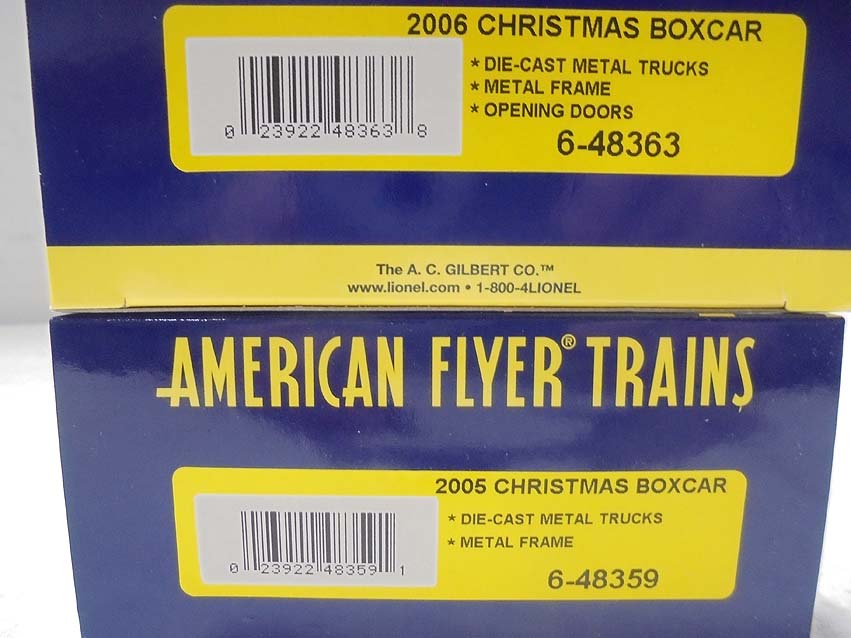 2006 CHRISTMAS BOXCAR
* DIE-CAST METAL TRUCKS
* METAL FRAME
* OPENING DOORS
6-48363
0 23922 48363 8
The A. C. GILBERT CO.™
www.lionel.com • 1-800-4LIONEL
AMERICAN FLYER® TRAINS
2005 CHRISTMAS BOXCAR
* DIE-CAST METAL TRUCKS
* METAL FRAME
6-48359
0 23922 48359 1